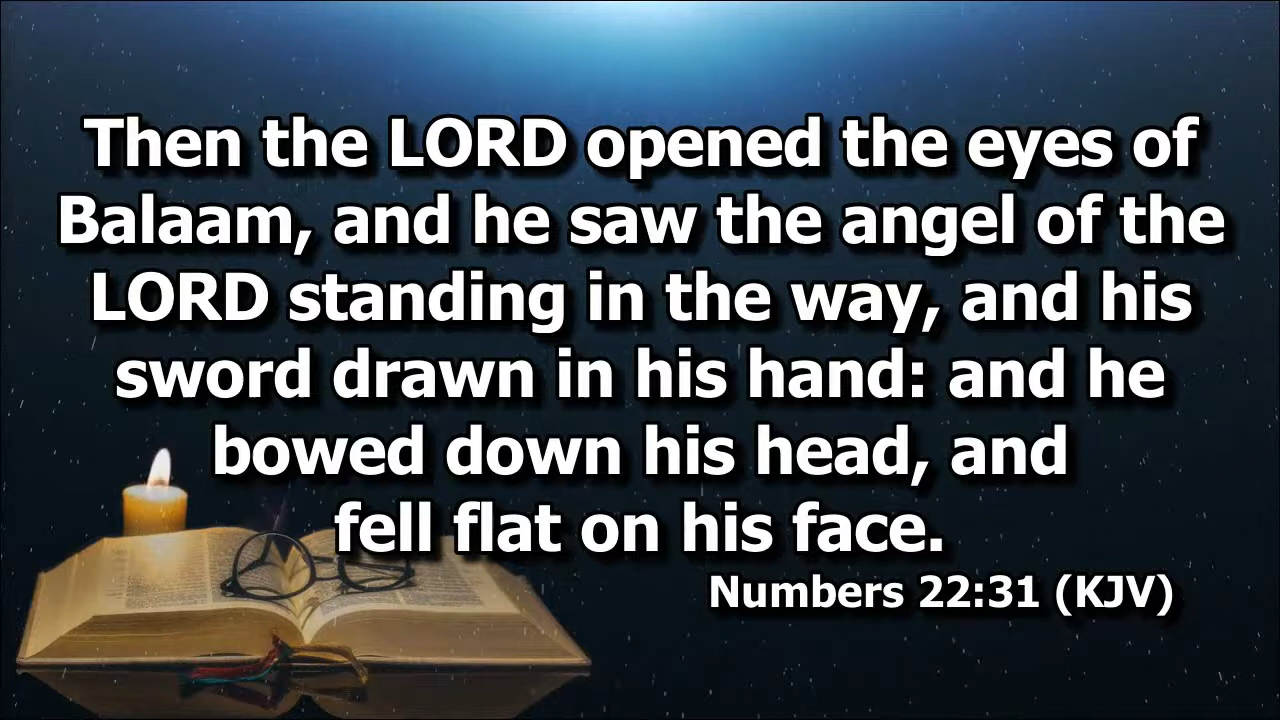 Then the LORD opened the eyes of
Balaam, and he saw the angel of the
LORD standing in the way, and his
sword drawn in his hand: and he
bowed down his head, and
fell flat on his face.
Numbers 22:31 (KJV)